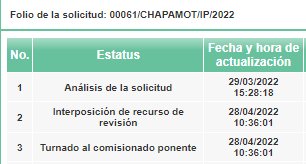 Folio de la solicitud: 00061/CHAPAMOT/IP/2022
No. Estatus Fecha y hora de actualización
1 Análisis de la solicitud 29/03/2022 15:28:18
2 Interposición de recurso de revisión 28/04/2022 10:36:01
3 Turnado al comisionado ponente 28/04/2022 10:36:01